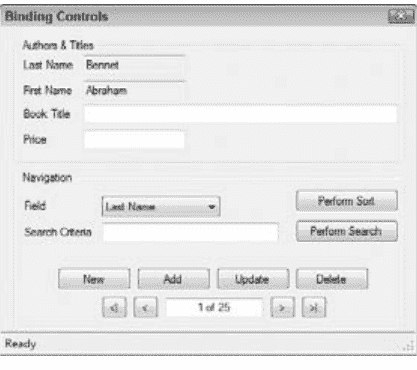 Binding Controls
Authors & Titles
Last Name Bennet
First Name Abraham
Book Title
Price
Navigation
Field Last Name Perform Sort
Search Criteria Perform Search
New Add Update Delete
< 1 of 25 > >|
Ready